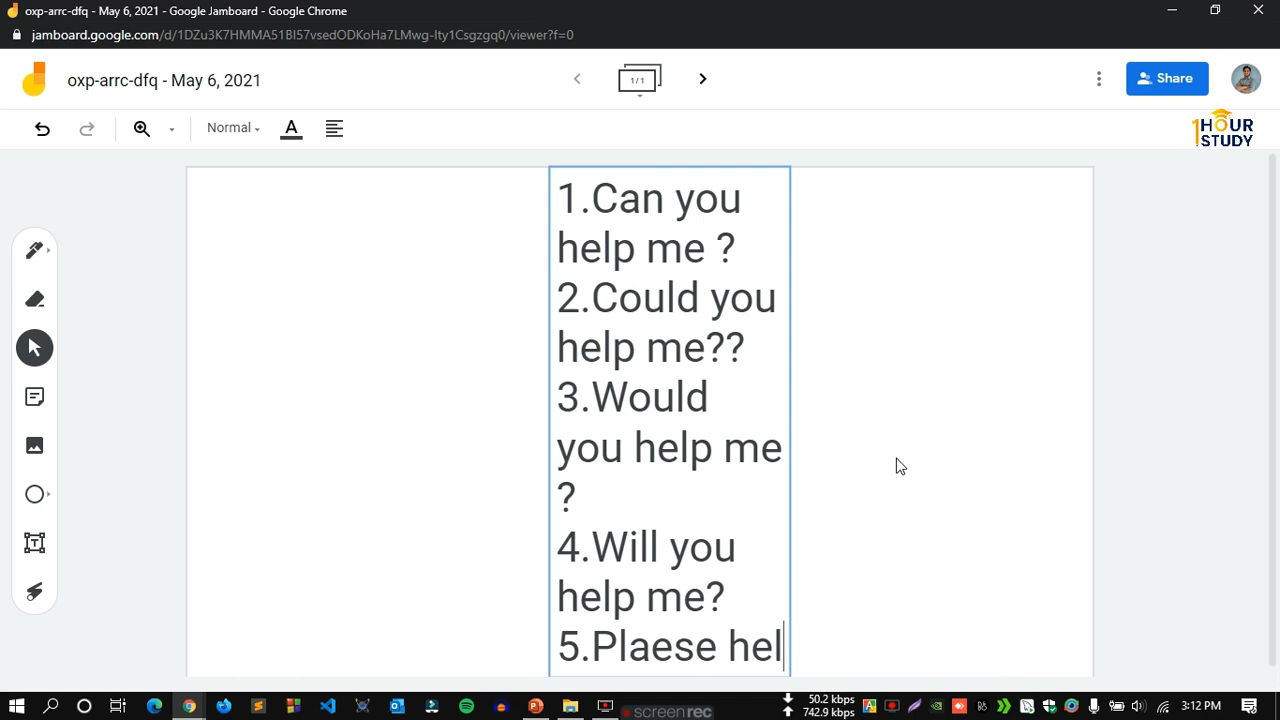 oxp-arrc-dfq - May 6, 2021 - Google Jamboard - Google Chrome
jamboard.google.com/d/1DZu3K7HMMA51BI57vsedODKoHa7LMwg-Ity1Csgzgq0/viewer?f=0
oxp-arrc-dfq - May 6, 2021
1/1
Share
Normal
1HOUR
STUDY
1.Can you
help me ?
2.Could you
help me??
3.Would
you help me
?
4.Will you
help me?
5.Plaese hel
50.2 kbps
742.9 kbps
3:12 PM
screenrec